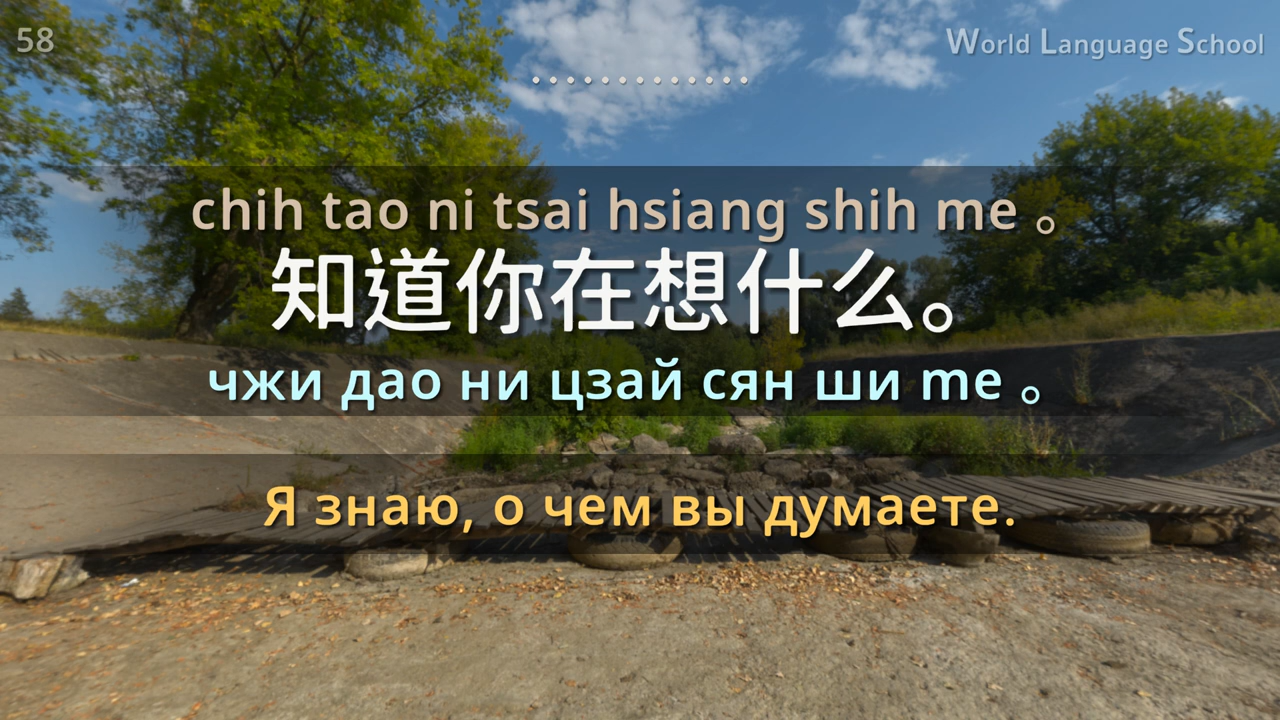 58
World Language School
chih tao ni tsai hsiang shih me 。
知道你在想什么。
чжи дао ни цзай сян ши me 。
Я знаю, о чем вы думаете.